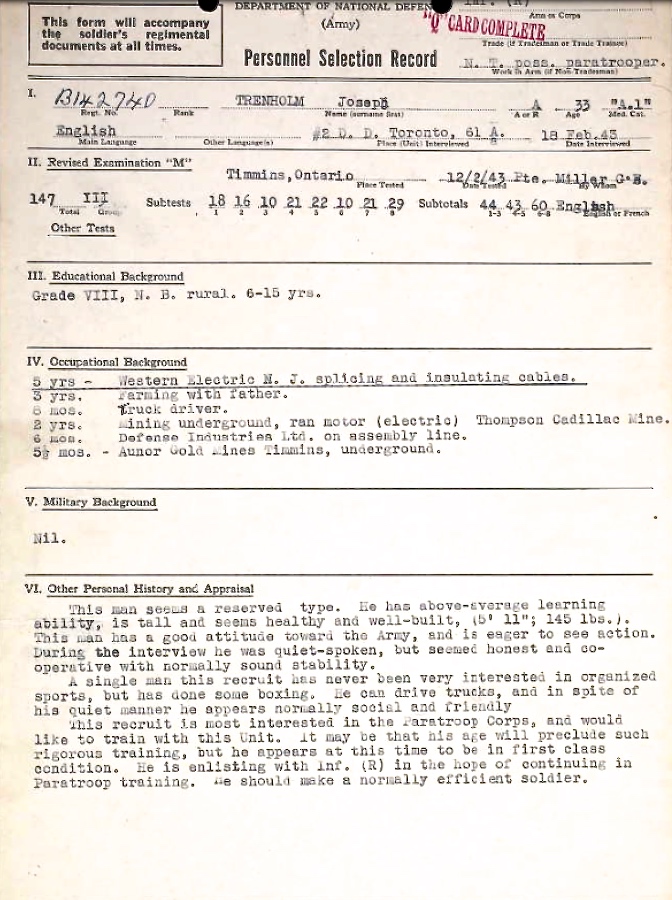 This form will accompany
the soldier's regimental
documents at all times.
DEPARTMENT OF NATIONAL DEFEN
(Army)
Personnel Selection Record
"Q" CARD COMPLETE
Arm or Corps
Trade (if Tradesman or Trade Trainee)
N. T. poss. paratrooper.
Work in Arm (if Non-Tradesman)
I. B142740 TRENHOLM Joseph A 33 "A.1"
Regt. No. Rank Name (surname first) A or R Age Med. Cat.
English #2 D. D. Toronto, 61 A. 18 Feb.43
Main Language Other Language(s) Place (Unit) Interviewed Date Interviewed
II. Revised Examination "M"
Timmins,Ontario 12/2/43 Pte. Miller G.E.
Place Tested Date Tested By Whom
147 III Subtests 18 16 10 21 22 10 21 29 Subtotals 44 43 60 English
Total Group 1 2 3 4 5 6 7 8 1-3 4-5 6-8 English or French
Other Tests
III. Educational Background
Grade VIII, N. B. rural. 6-15 yrs.
IV. Occupational Background
5 yrs - Western Electric N. J. splicing and insulating cables.
3 yrs. Farming with father.
8 mos. Truck driver.
2 yrs. Mining underground, ran motor (electric) Thompson Cadillac Mine.
6 mos. Defense Industries Ltd. on assembly line.
5½ mos. - Aunor Gold Mines Timmins, underground.
V. Military Background
Nil.
VI. Other Personal History and Appraisal
This man seems a reserved type. He has above-average learning
ability, is tall and seems healthy and well-built, (5' 11"; 145 lbs.).
This man has a good attitude toward the Army, and is eager to see action.
During the interview he was quiet-spoken, but seemed honest and co-
operative with normally sound stability.
A single man this recruit has never been very interested in organized
sports, but has done some boxing. He can drive trucks, and in spite of
his quiet manner he appears normally social and friendly
This recruit is most interested in the Paratroop Corps, and would
like to train with this Unit. It may be that his age will preclude such
rigorous training, but he appears at this time to be in first class
condition. He is enlisting with Inf. (R) in the hope of continuing in
Paratroop training. He should make a normally efficient soldier.